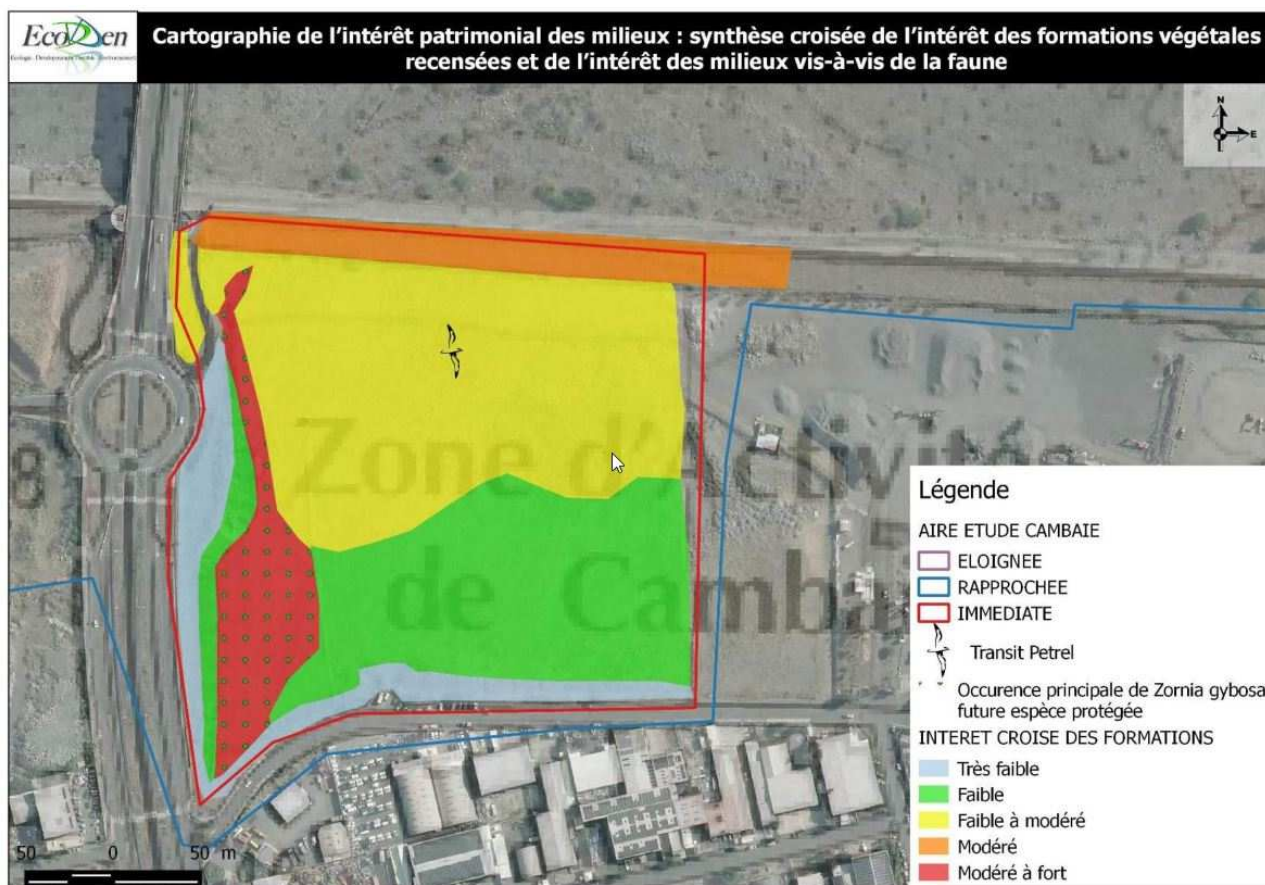 EcoDDen
Cartographie de l'intérêt patrimonial des milieux : synthèse croisée de l'intérêt des formations végétales
recensées et de l'intérêt des milieux vis-à-vis de la faune
N
E
8
Zone d'Activité
de Cambai
Légende
AIRE ETUDE CAMBAIE
ELOIGNEE
RAPPROCHEE
IMMEDIATE
Transit Petrel
Occurence principale de Zornia gybosa
future espèce protégée
INTERET CROISE DES FORMATIONS
Très faible
Faible
Faible à modéré
Modéré
Modéré à fort
50 0 50 m